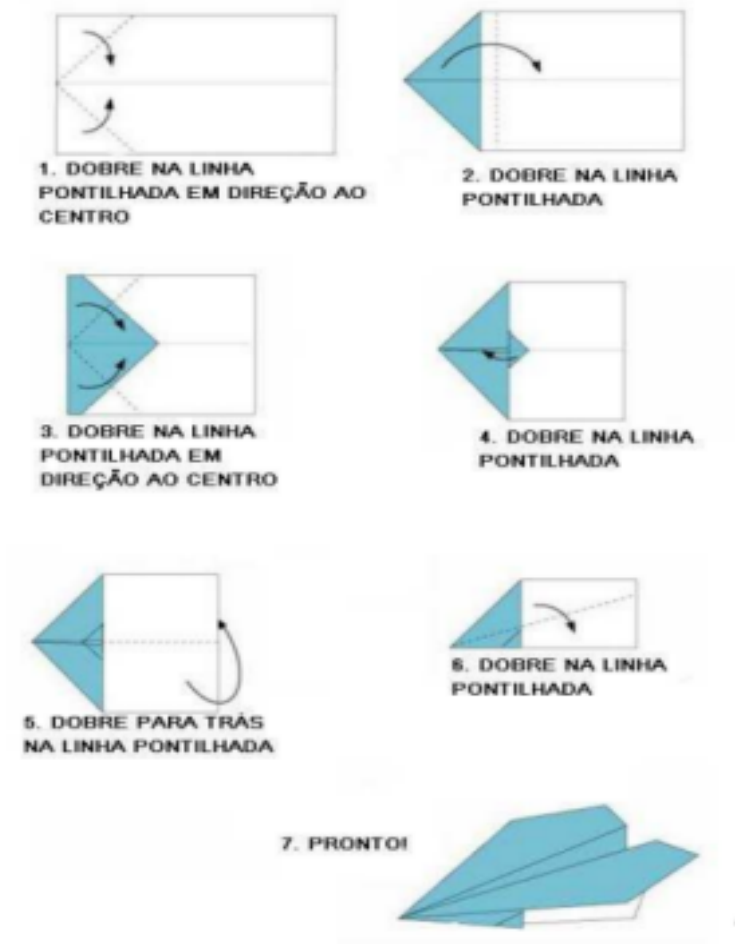 1. DOBRE NA LINHA
PONTILHADA EM DIREÇÃO AO
CENTRO
2. DOBRE NA LINHA
PONTILHADA
3. DOBRE NA LINHA
PONTILHADA EM
DIREÇÃO AO CENTRO
4. DOBRE NA LINHA
PONTILHADA
5. DOBRE PARA TRÁS
NA LINHA PONTILHADA
6. DOBRE NA LINHA
PONTILHADA
7. PRONTO!